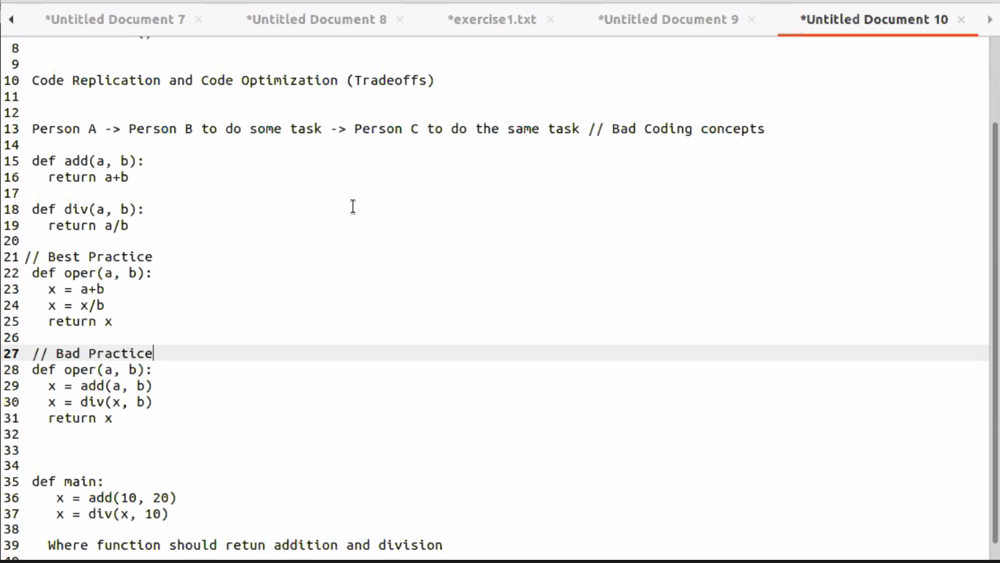 *Untitled Document 7 × *Untitled Document 8 × *exercise1.txt × *Untitled Document 9 × *Untitled Document 10 ×
8
9
10 Code Replication and Code Optimization (Tradeoffs)
11
12
13 Person A -> Person B to do some task -> Person C to do the same task // Bad Coding concepts
14
15 def add(a, b):
16 return a+b
17
18 def div(a, b):
19 return a/b
20
21 // Best Practice
22 def oper(a, b):
23 x = a+b
24 x = x/b
25 return x
26
27 // Bad Practice
28 def oper(a, b):
29 x = add(a, b)
30 x = div(x, b)
31 return x
32
33
34
35 def main:
36 x = add(10, 20)
37 x = div(x, 10)
38
39 Where function should retun addition and division